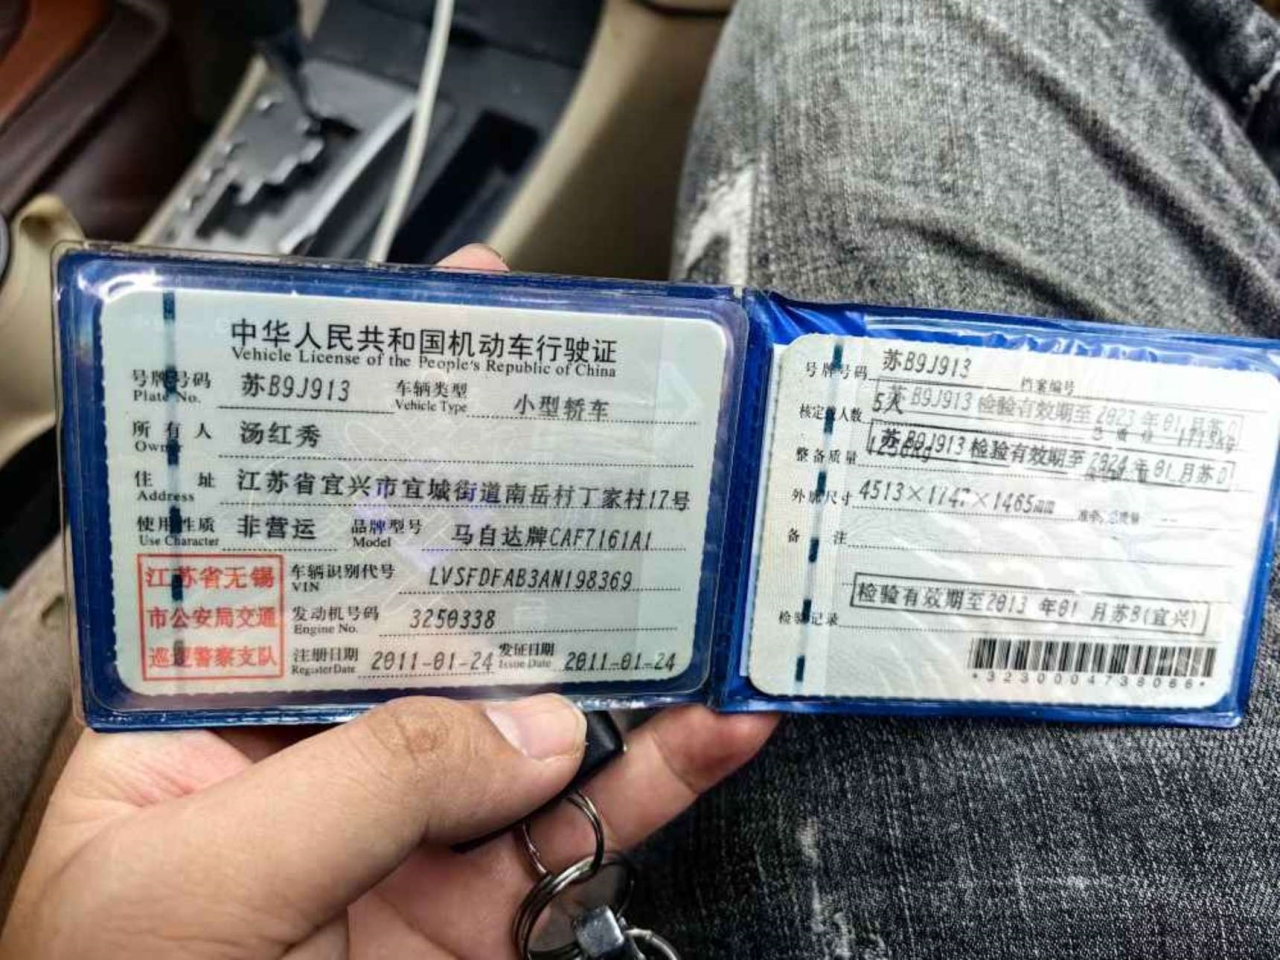 中华人民共和国机动车行驶证
Vehicle License of the People's Republic of China
号牌号码 苏B9J913 车辆类型 小型轿车
Plate No. Vehicle Type
所有人 汤红秀
Owner
住址 江苏省宜兴市宜城街道南岳村丁家村17号
Address
使用性质 非营运 品牌型号 马自达牌CAF7161A1
Use Character Model
江苏省无锡
市公安局交通
巡逻警察支队
车辆识别代号 LVSFDFAB3AN198369
VIN
发动机号码 3250338
Engine No.
注册日期 2011-01-24 发证日期 2011-01-24
Register Date Issue Date
号牌号码 苏B9J913 档案编号
核定载人数 5人
苏B9J913 检验有效期至2023年01月苏
苏B9J913 检验有效期至2024年01月苏
整备质量
外廓尺寸 4513×1747×1465mm
备注
检验有效期至2013年01月苏B(宜兴)
检验记录
*3230004738086*